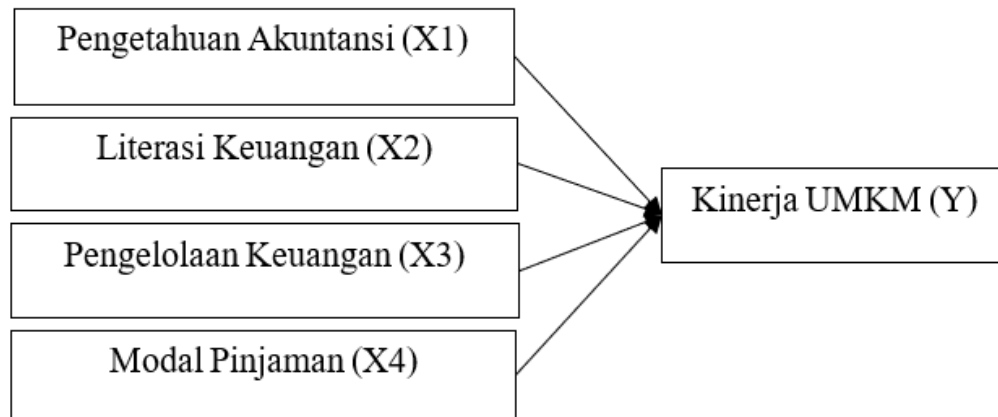 Pengetahuan Akuntansi (X1)
Literasi Keuangan (X2)
Kinerja UMKM (Y)
Pengelolaan Keuangan (X3)
Modal Pinjaman (X4)